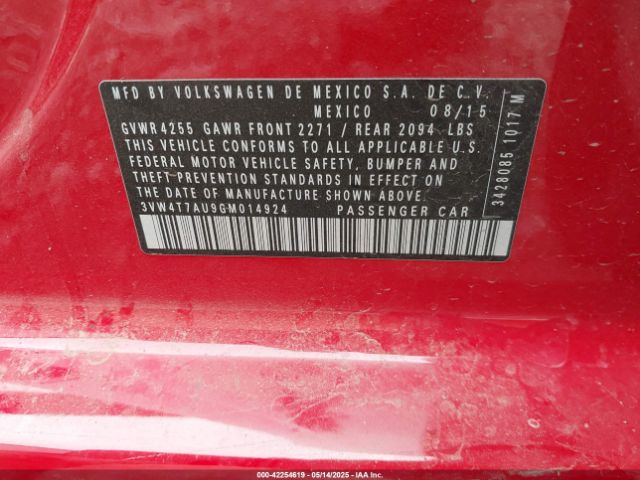 MFD BY VOLKSWAGEN DE MEXICO S.A. DE C.V.
MEXICO 08/15
GVWR 4255 GAWR FRONT 2271 / REAR 2094 LBS
THIS VEHICLE CONFORMS TO ALL APPLICABLE U.S.
FEDERAL MOTOR VEHICLE SAFETY, BUMPER AND
THEFT PREVENTION STANDARDS IN EFFECT ON
THE DATE OF MANUFACTURE SHOWN ABOVE.
3VW4T7AU9GM014924 PASSENGER CAR
3428085 1017 M
000-42254619 - 05/14/2025 - IAAI.COM